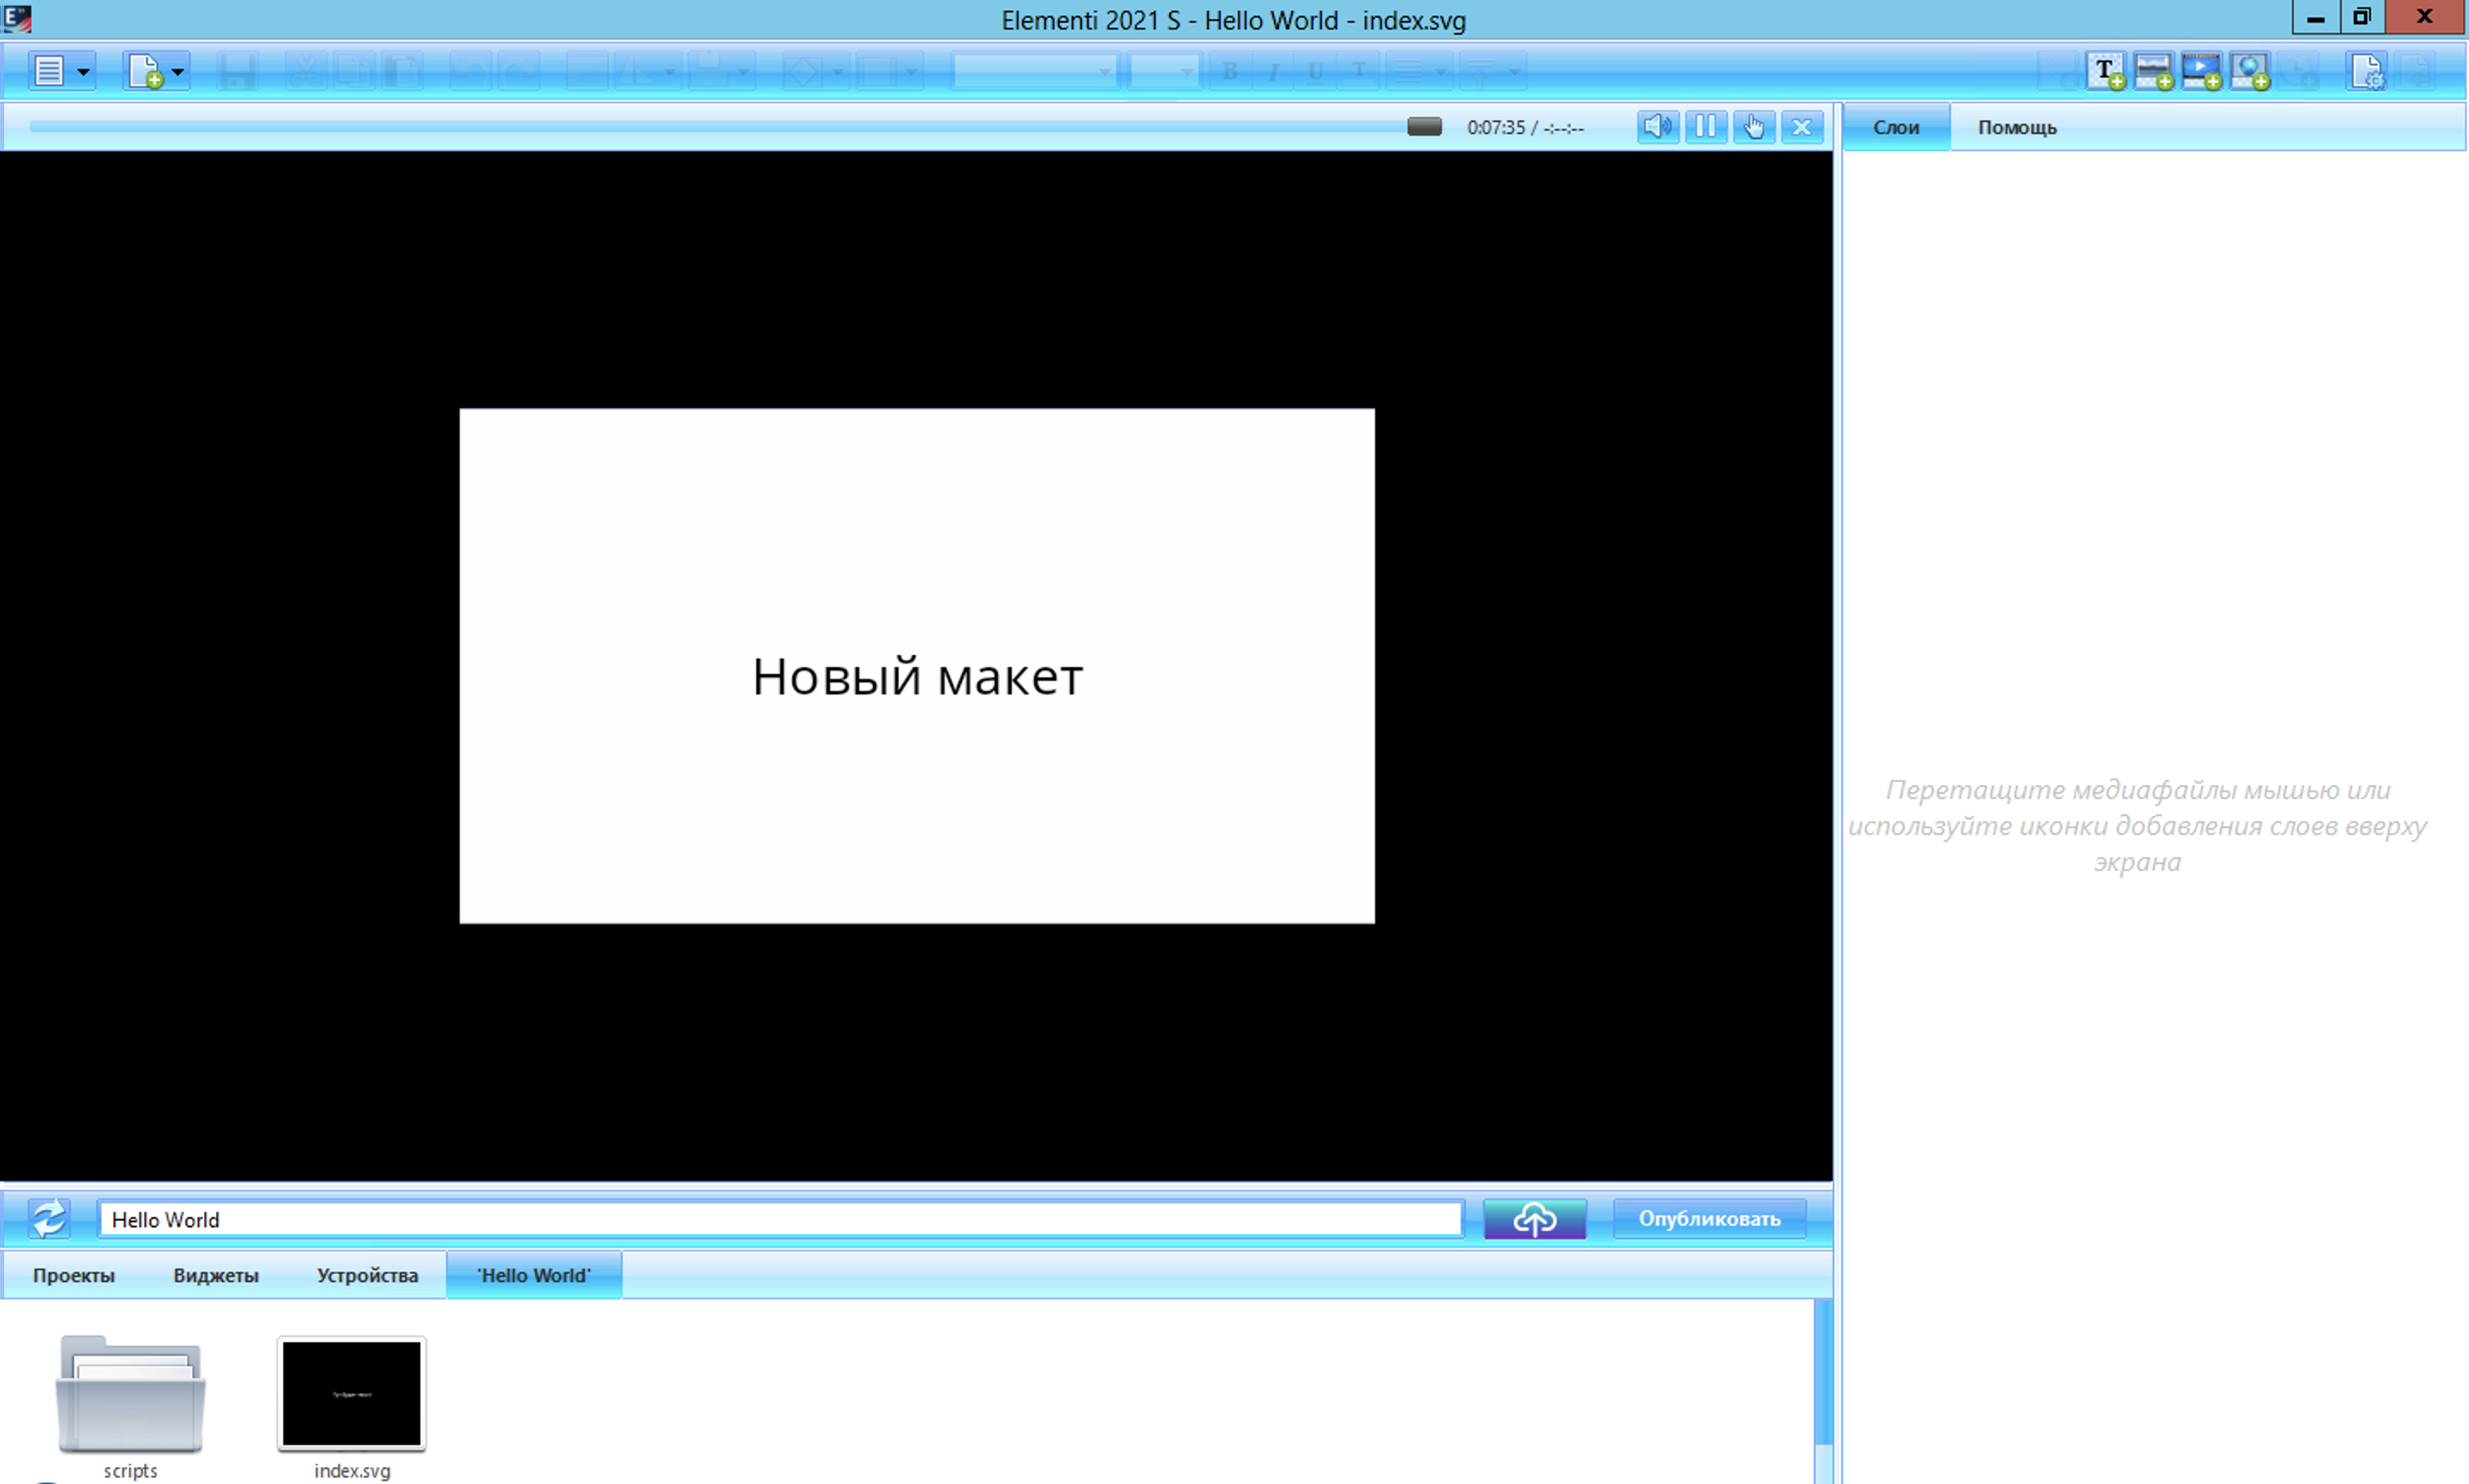 Elementi 2021 S - Hello World - index.svg
B I U T
T
0:07:35 / -:--:--
Слои Помощь
Новый макет
Перетащите медиафайлы мышью или
используйте иконки добавления слоев вверху
экрана
Hello World
Опубликовать
Проекты Виджеты Устройства 'Hello World'
scripts index.svg